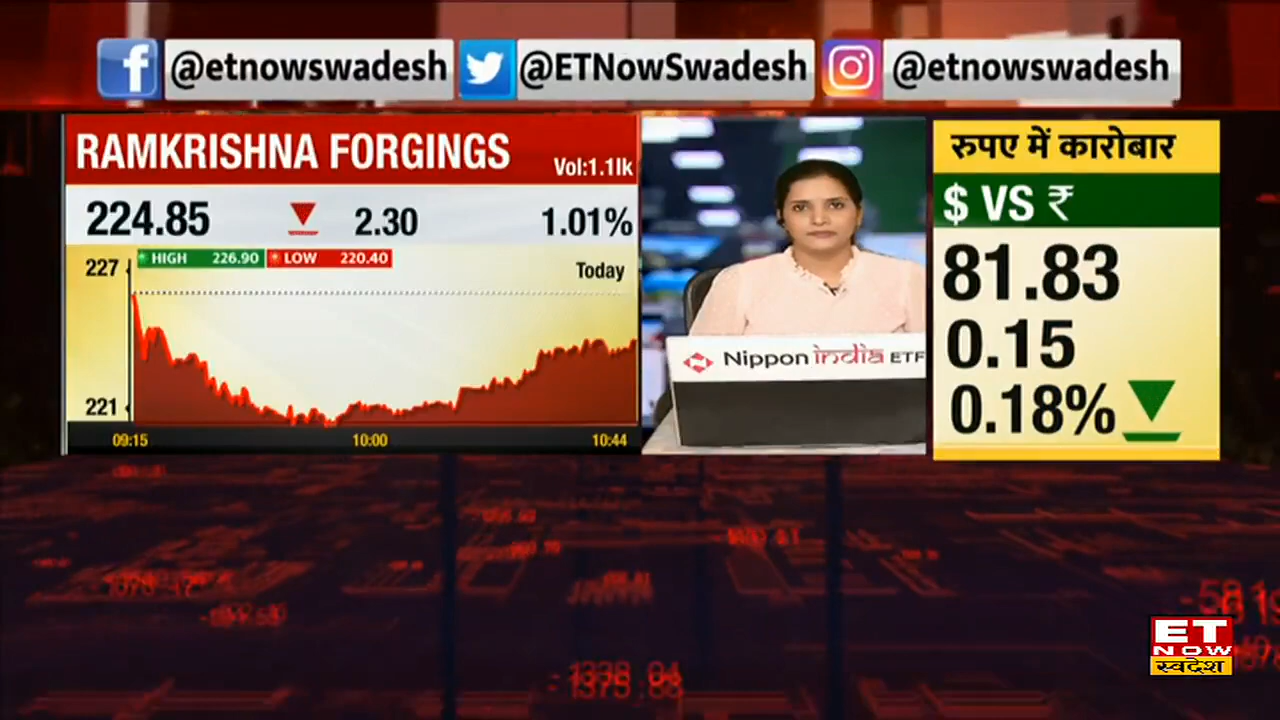 @etnowswadesh @ETNowSwadesh @etnowswadesh
RAMKRISHNA FORGINGS Vol:1.1lk
224.85 2.30 1.01%
HIGH 226.90 LOW 220.40
Today
227
221
09:15 10:00 10:44
Nippon india ETF
रुपए में कारोबार
$ VS ₹
81.83
0.15
0.18%
ET
NOW
स्वदेश